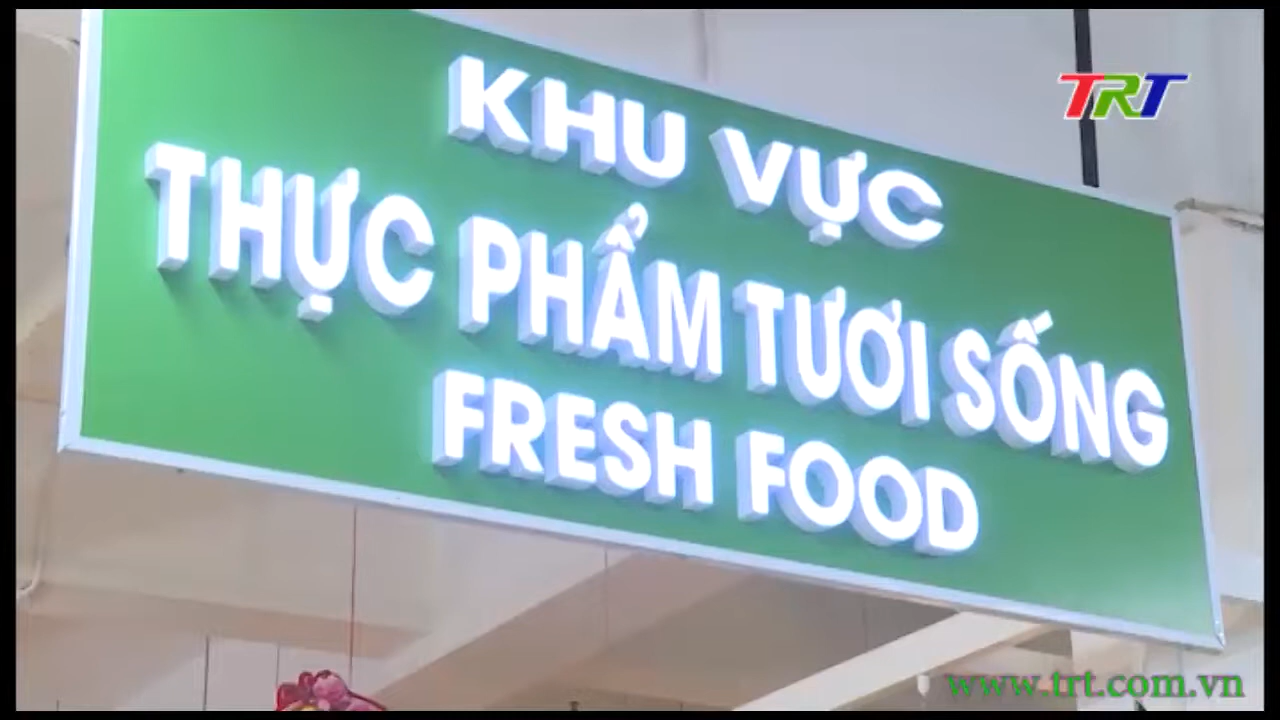 TRT
KHU VỰC
THỰC PHẨM TƯƠI SỐNG
FRESH FOOD
www.trt.com.vn